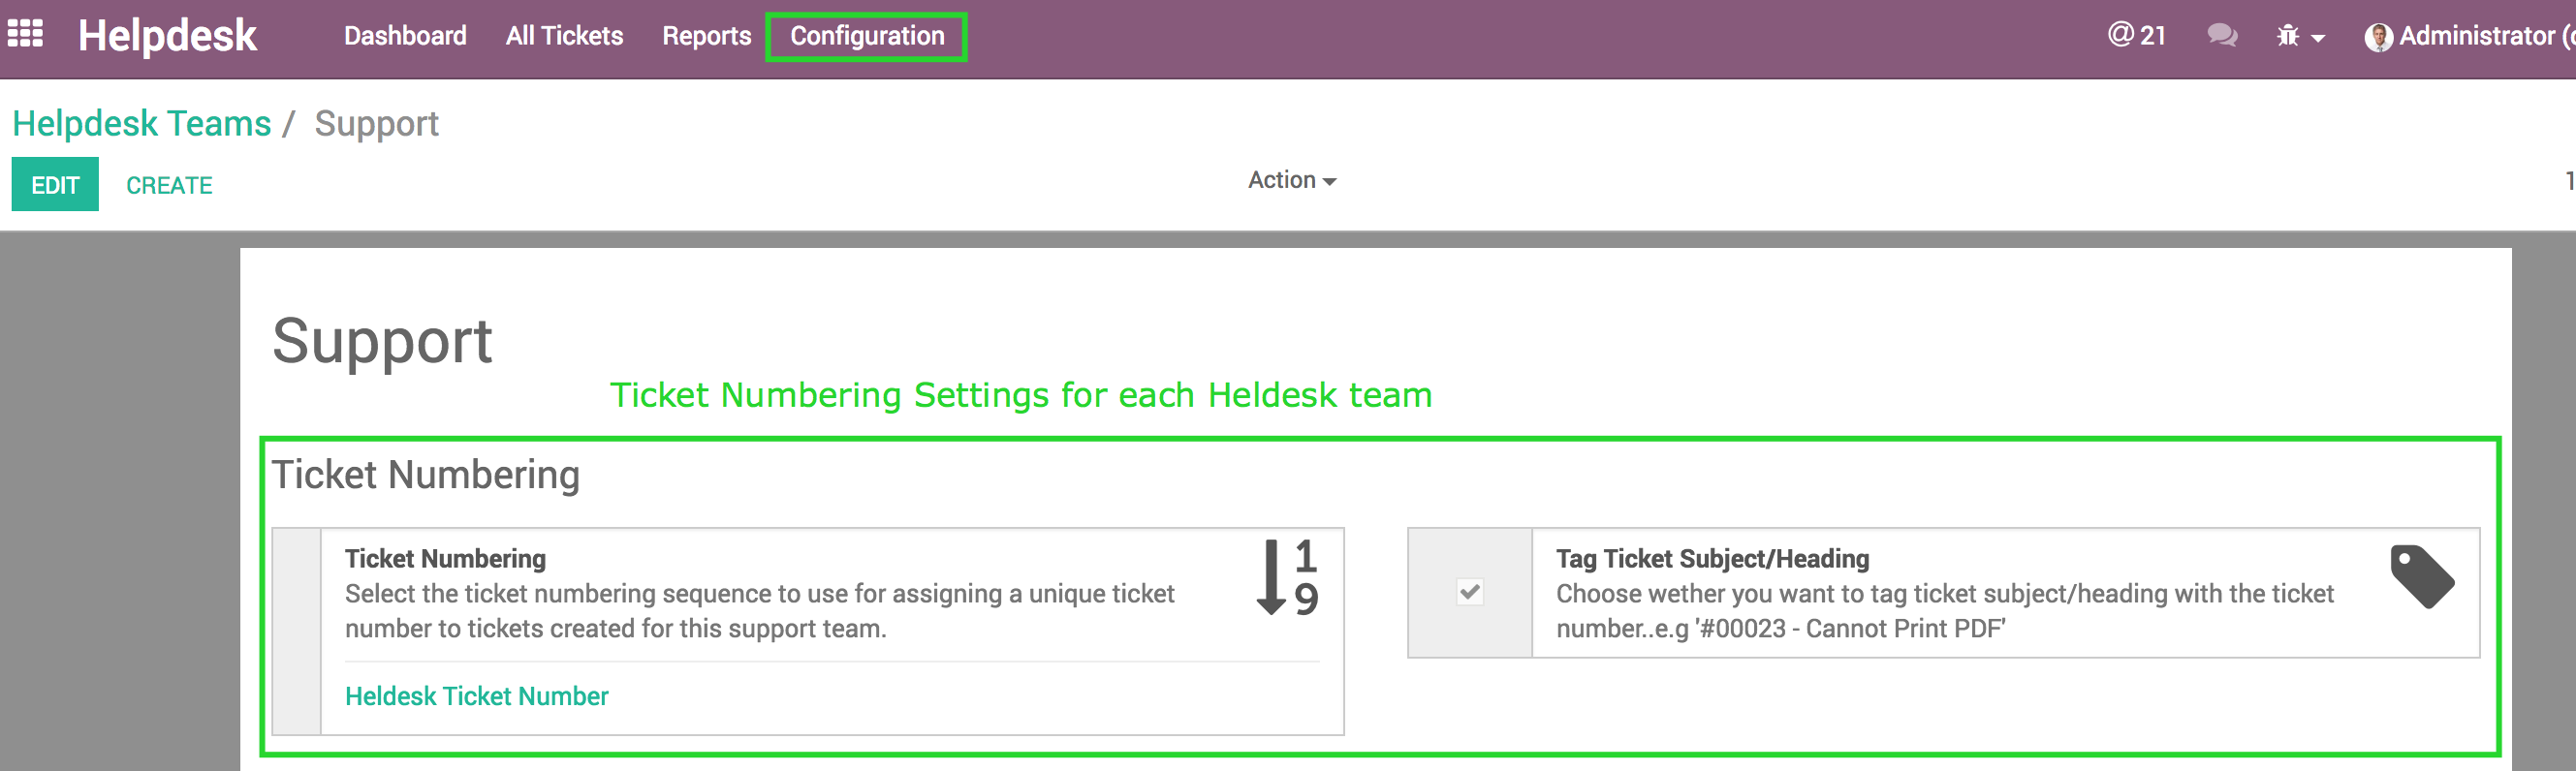 Helpdesk Dashboard All Tickets Reports Configuration @ 21 Administrator
Helpdesk Teams / Support
EDIT CREATE Action 1
Support
Ticket Numbering Settings for each Heldesk team
Ticket Numbering
Ticket Numbering
Select the ticket numbering sequence to use for assigning a unique ticket
number to tickets created for this support team.
1
9
Heldesk Ticket Number
Tag Ticket Subject/Heading
Choose wether you want to tag ticket subject/heading with the ticket
number..e.g '#00023 - Cannot Print PDF'